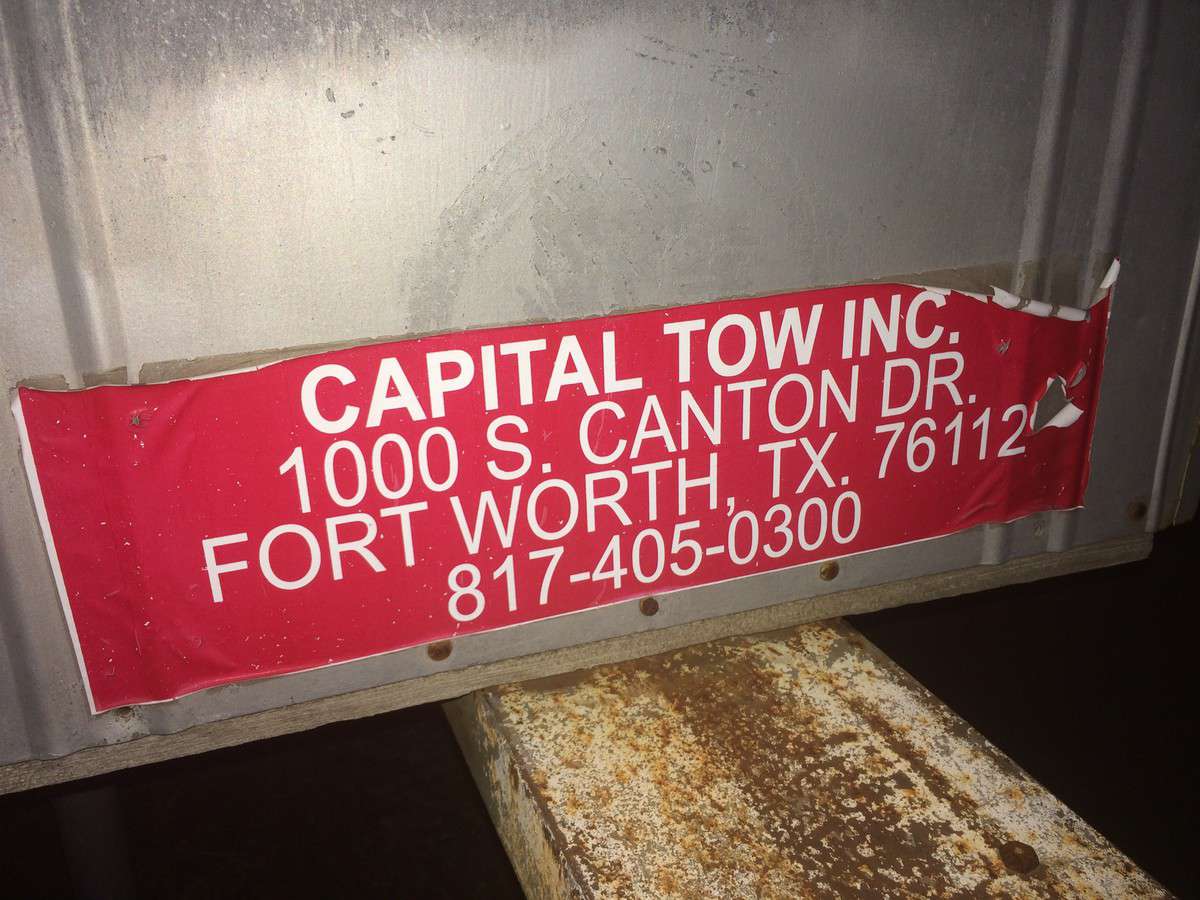 CAPITAL TOW INC.
1000 S. CANTON DR.
FORT WORTH, TX. 76112
817-405-0300